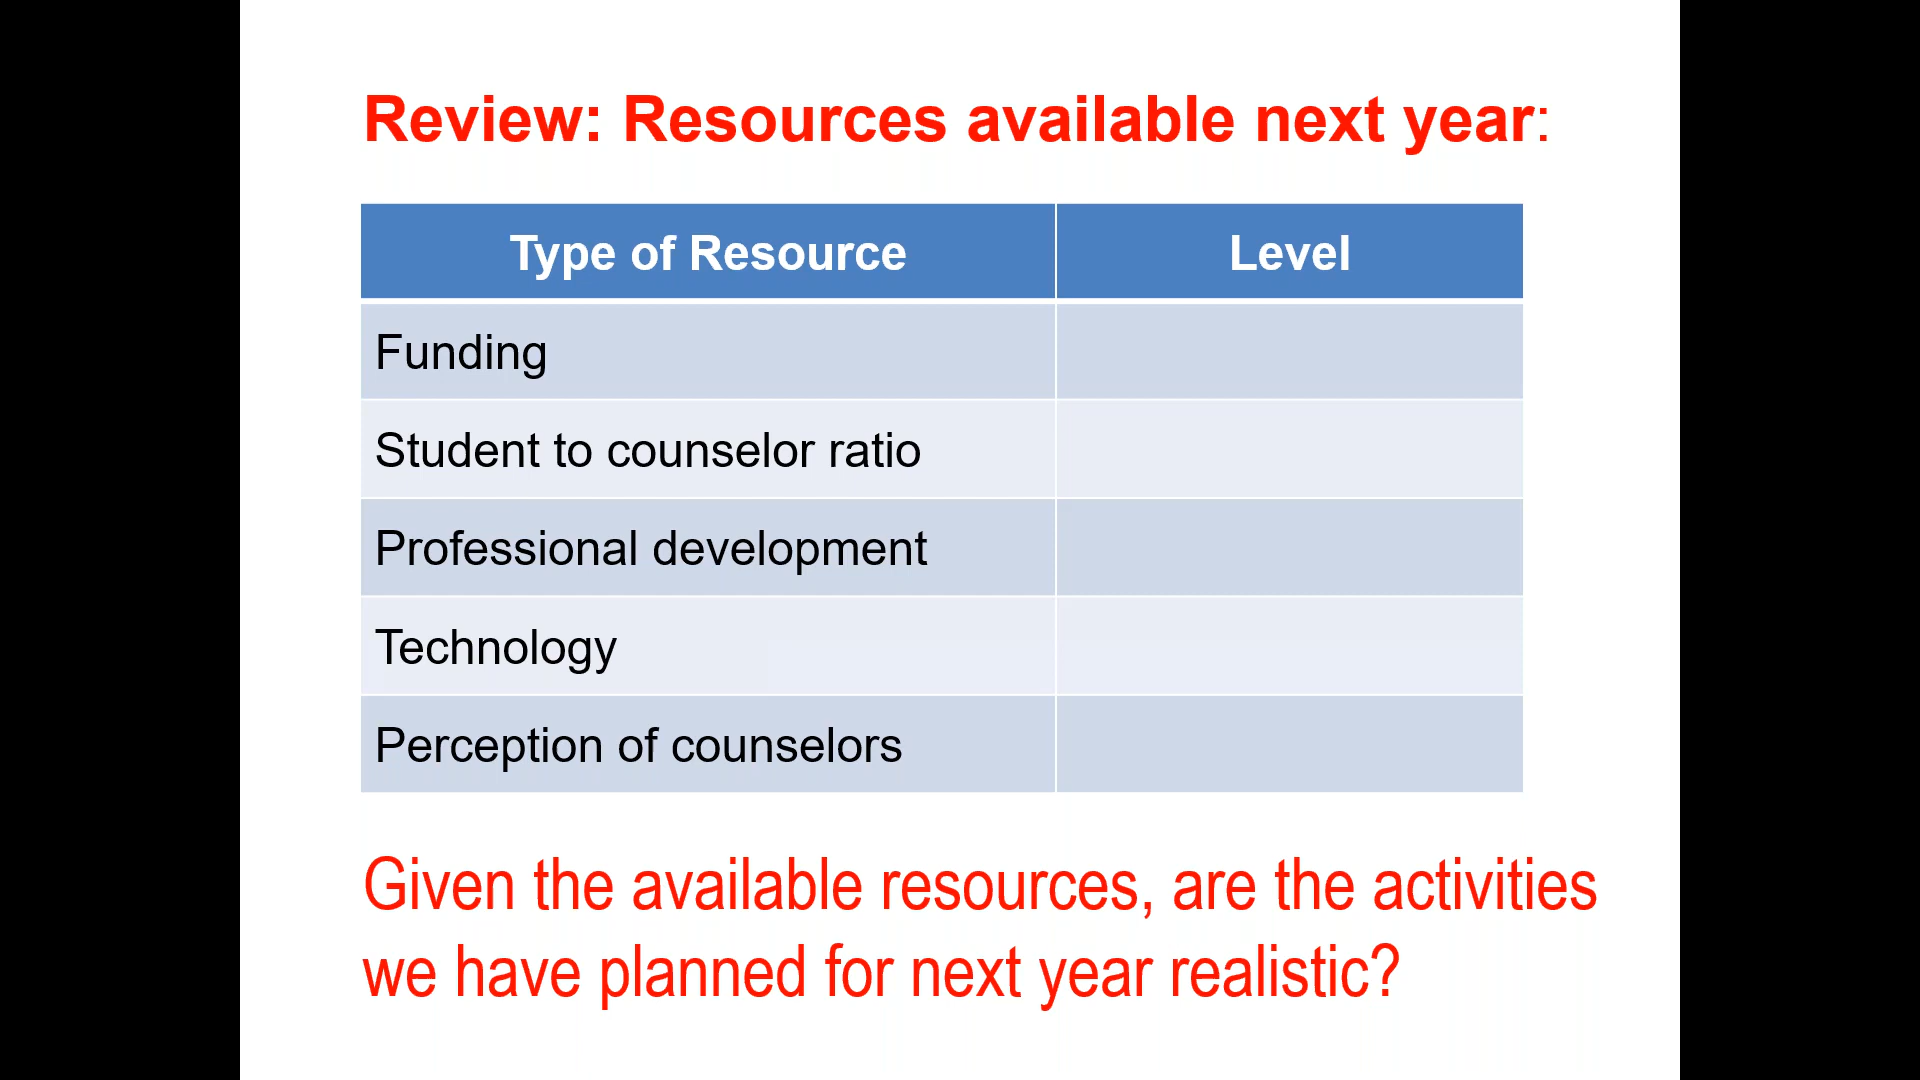 Review: Resources available next year:
Type of Resource Level
Funding
Student to counselor ratio
Professional development
Technology
Perception of counselors
Given the available resources, are the activities
we have planned for next year realistic?